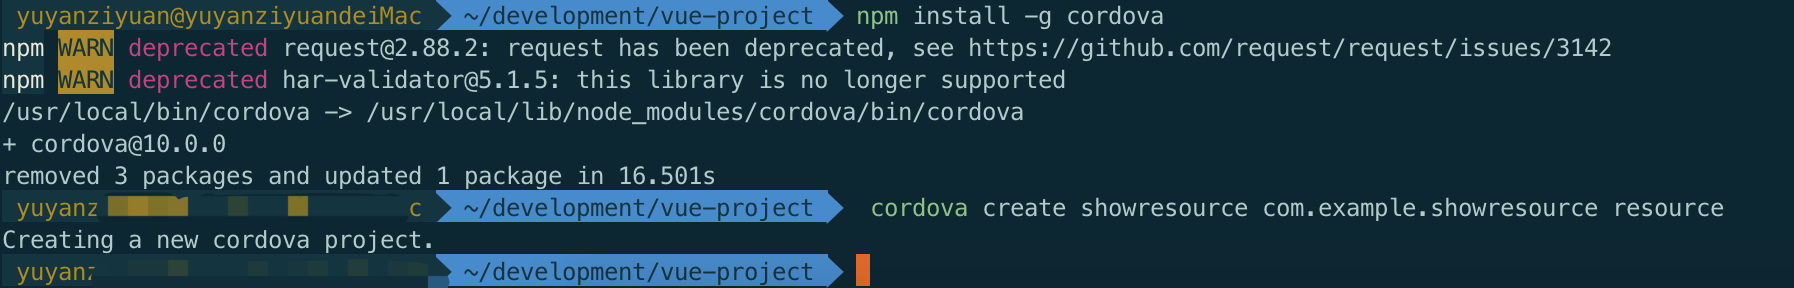 yuyanziyuan@yuyanziyuandeiMac ~/development/vue-project npm install -g cordova
npm WARN deprecated request@2.88.2: request has been deprecated, see https://github.com/request/request/issues/3142
npm WARN deprecated har-validator@5.1.5: this library is no longer supported
/usr/local/bin/cordova -> /usr/local/lib/node_modules/cordova/bin/cordova
+ cordova@10.0.0
removed 3 packages and updated 1 package in 16.501s
yuyanz c ~/development/vue-project cordova create showresource com.example.showresource resource
Creating a new cordova project.
yuyanz ~/development/vue-project